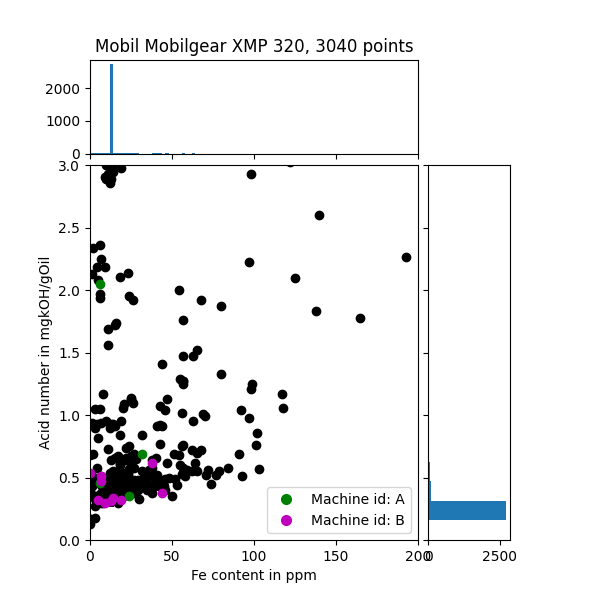 Mobil Mobilgear XMP 320, 3040 points
2000
1000
0
3.0
2.5
2.0
1.5
1.0
0.5
0.0
Acid number in mgkOH/gOil
Machine id: A
Machine id: B
0 50 100 150 200 0 2500
Fe content in ppm